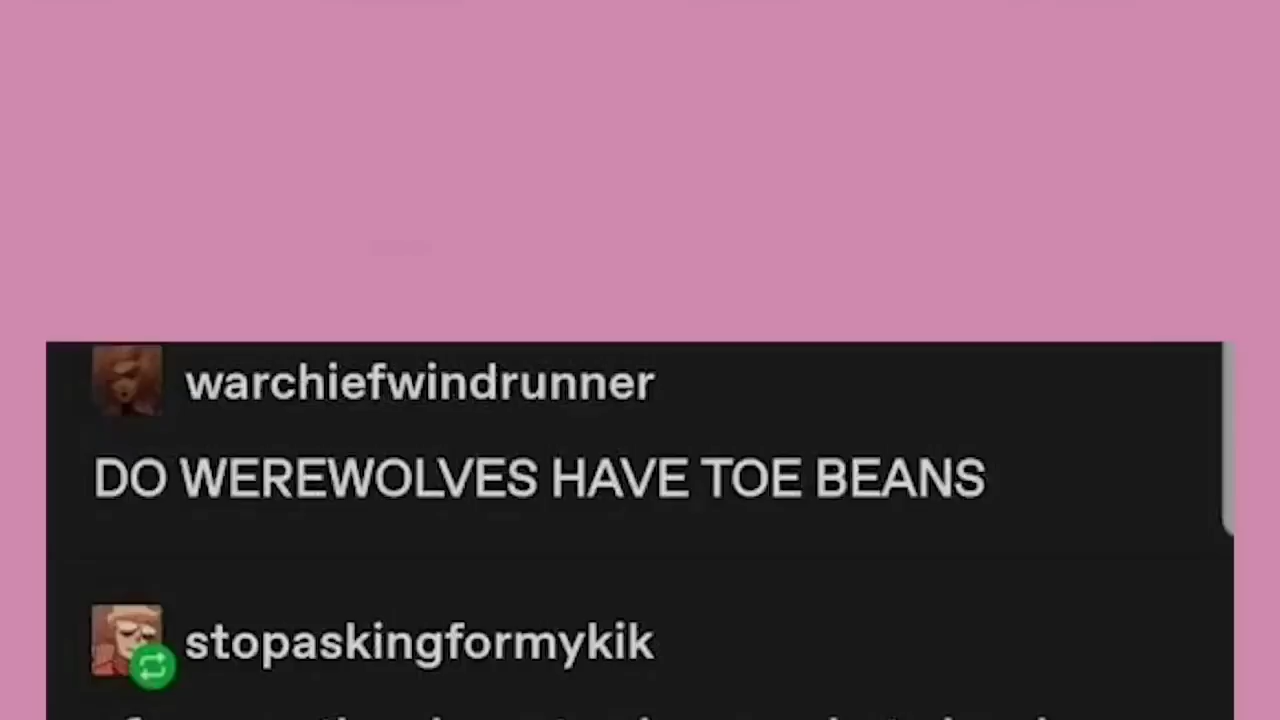 warchiefwindrunner
DO WEREWOLVES HAVE TOE BEANS
stopaskingformykik